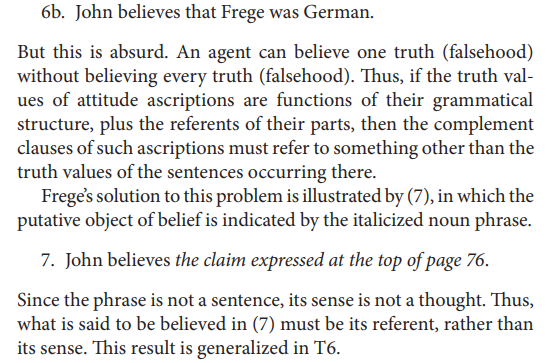 6b. John believes that Frege was German.
But this is absurd. An agent can believe one truth (falsehood)
without believing every truth (falsehood). Thus, if the truth val-
ues of attitude ascriptions are functions of their grammatical
structure, plus the referents of their parts, then the complement
clauses of such ascriptions must refer to something other than the
truth values of the sentences occurring there.
Frege’s solution to this problem is illustrated by (7), in which the
putative object of belief is indicated by the italicized noun phrase.
7. John believes the claim expressed at the top of page 76.
Since the phrase is not a sentence, its sense is not a thought. Thus,
what is said to be believed in (7) must be its referent, rather than
its sense. This result is generalized in T6.